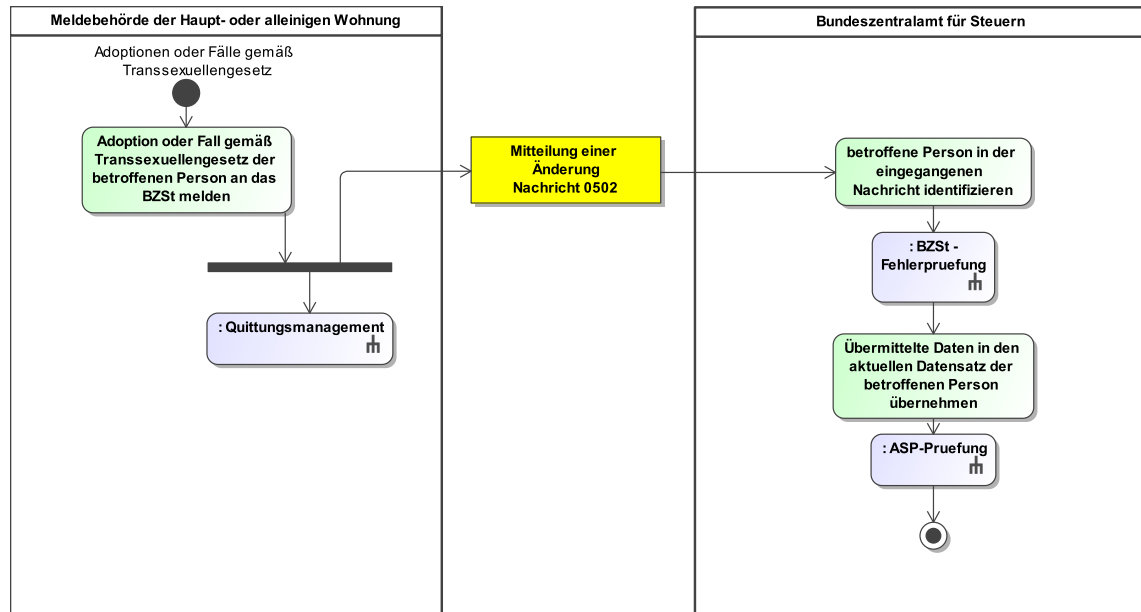 Meldebehörde der Haupt- oder alleinigen Wohnung
Adoptionen oder Fälle gemäß
Transsexuellengesetz
Adoption oder Fall gemäß
Transsexuellengesetz der
betroffenen Person an das
BZSt melden
: Quittungsmanagement
Mitteilung einer
Änderung
Nachricht 0502
Bundeszentralamt für Steuern
betroffene Person in der
eingegangenen
Nachricht identifizieren
: BZSt -
Fehlerpruefung
Übermittelte Daten in den
aktuellen Datensatz der
betroffenen Person
übernehmen
: ASP-Pruefung